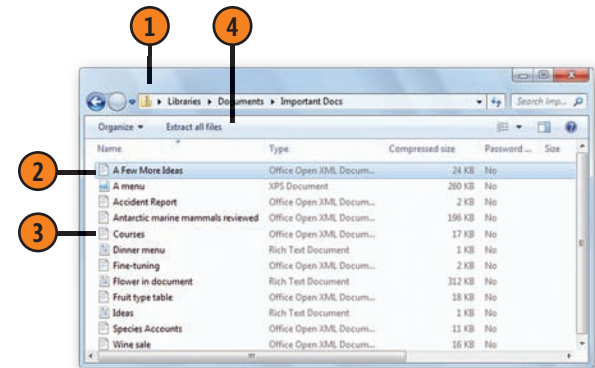 1 4
Libraries Documents Important Docs Search Imp...
Organize Extract all files
Name Type Compressed size Password ... Size
2 A Few More Ideas Office Open XML Docum... 24 KB No
A menu XPS Document 260 KB No
Accident Report Office Open XML Docum... 2 KB No
Antarctic marine mammals reviewed Office Open XML Docum... 196 KB No
3 Courses Office Open XML Docum... 17 KB No
Dinner menu Rich Text Document 1 KB No
Fine-tuning Office Open XML Docum... 2 KB No
Flower in document Rich Text Document 312 KB No
Fruit type table Office Open XML Docum... 18 KB No
Ideas Rich Text Document 1 KB No
Species Accounts Office Open XML Docum... 11 KB No
Wine sale Office Open XML Docum... 16 KB No